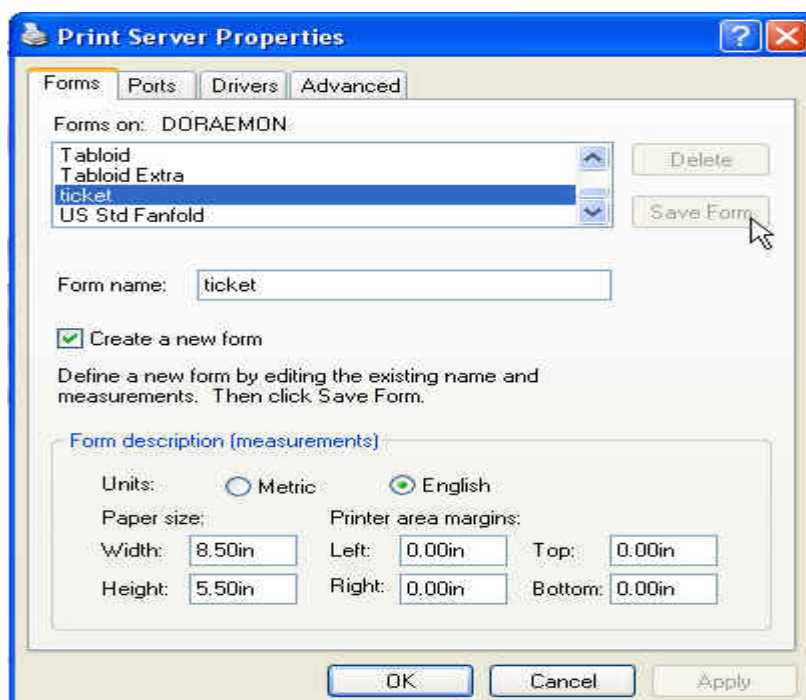 Print Server Properties
Forms Ports Drivers Advanced
Forms on: DORAEMON
Tabloid
Tabloid Extra
ticket
US Std Fanfold
Delete
Save Form
Form name: ticket
Create a new form
Define a new form by editing the existing name and
measurements. Then click Save Form.
Form description (measurements)
Units: Metric English
Paper size: Printer area margins:
Width: 8.50in Left: 0.00in Top: 0.00in
Height: 5.50in Right: 0.00in Bottom: 0.00in
OK Cancel Apply